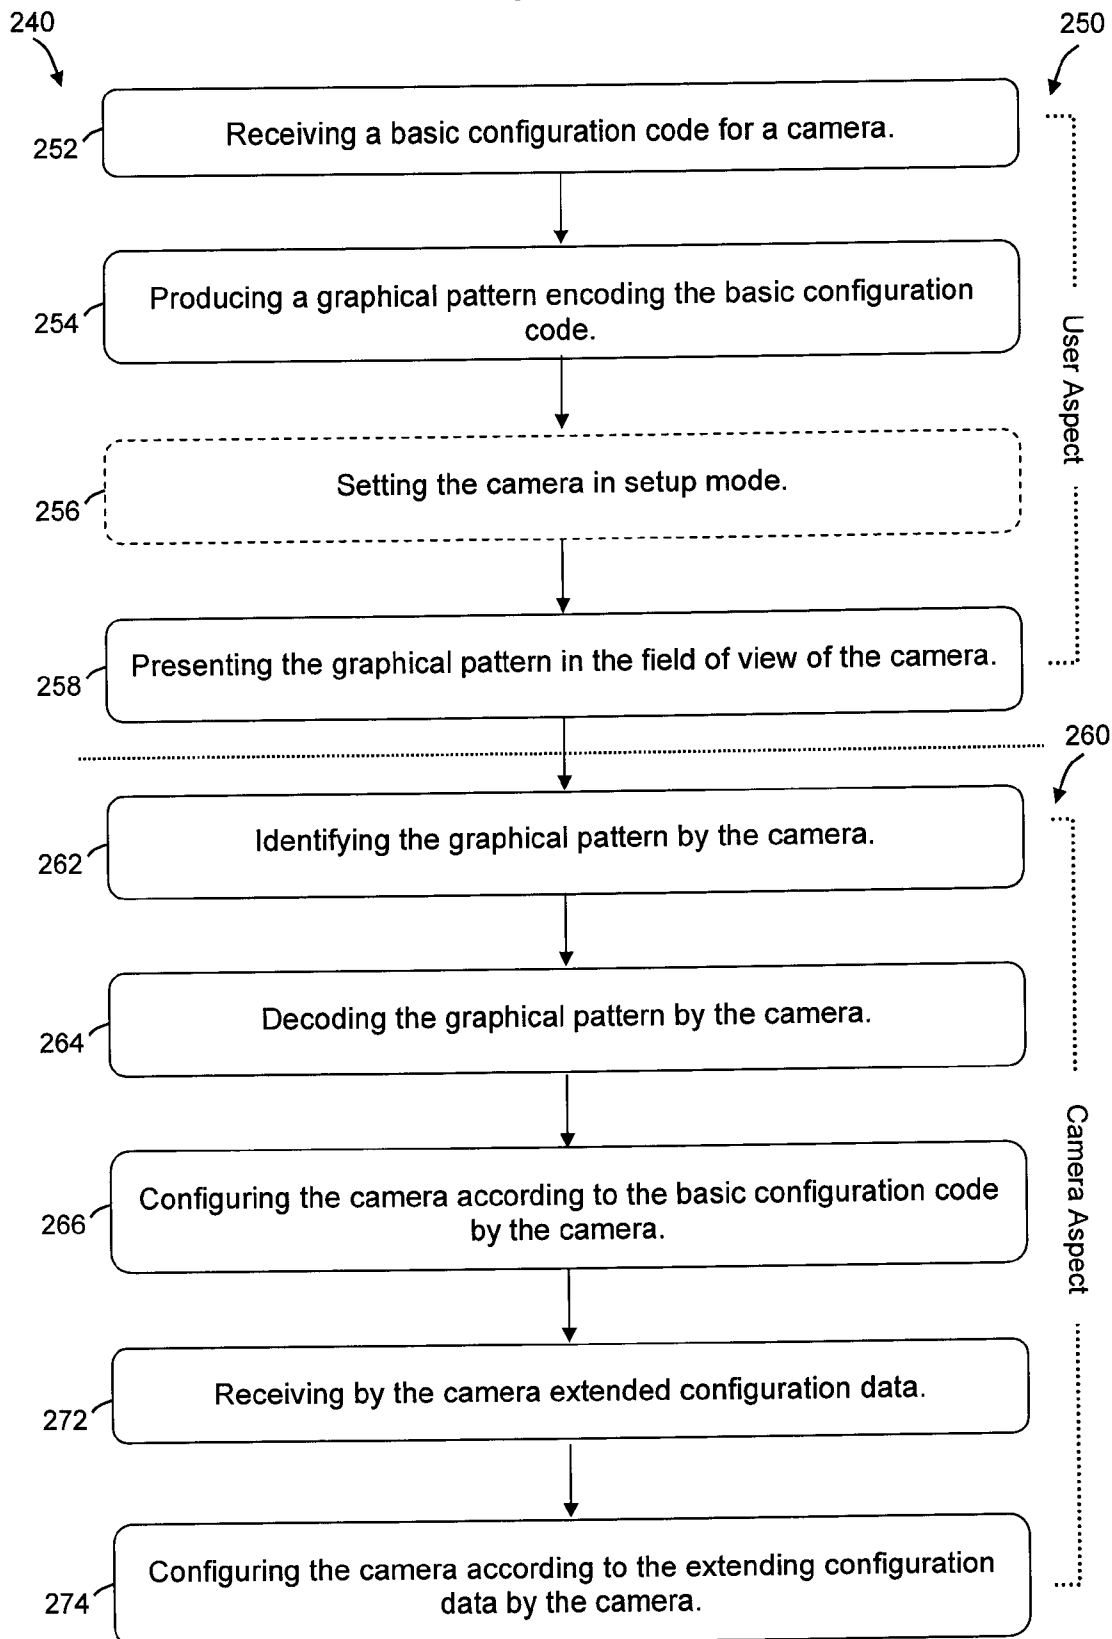 240
250
252
Receiving a basic configuration code for a camera.
254
Producing a graphical pattern encoding the basic configuration
code.
User Aspect
256
Setting the camera in setup mode.
258
Presenting the graphical pattern in the field of view of the camera.
260
262
Identifying the graphical pattern by the camera.
264
Decoding the graphical pattern by the camera.
Camera Aspect
266
Configuring the camera according to the basic configuration code
by the camera.
272
Receiving by the camera extended configuration data.
274
Configuring the camera according to the extending configuration
data by the camera.